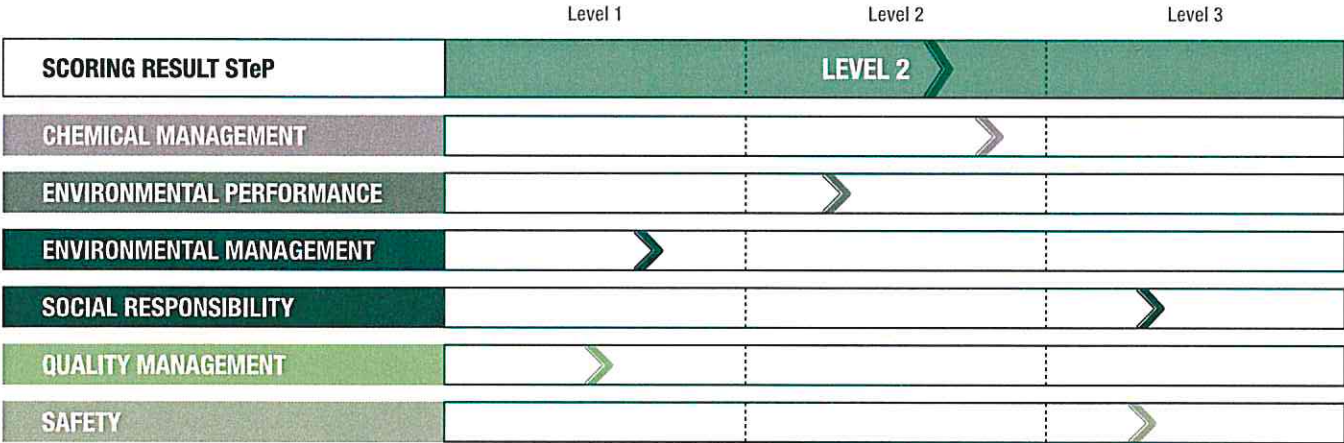 Level 1 Level 2 Level 3
SCORING RESULT STeP LEVEL 2
CHEMICAL MANAGEMENT
ENVIRONMENTAL PERFORMANCE
ENVIRONMENTAL MANAGEMENT
SOCIAL RESPONSIBILITY
QUALITY MANAGEMENT
SAFETY